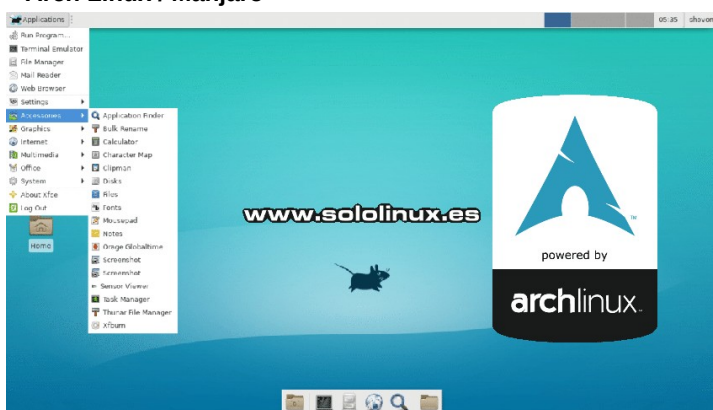 Arch Linux / Manjaro
Applications
05:35 shavon
Run Program...
Terminal Emulator
File Manager
Mail Reader
Web Browser
Settings
Accessories
Graphics
Internet
Multimedia
Office
System
About Xfce
Log Out
Application Finder
Bulk Rename
Calculator
Character Map
Clipman
Disks
Files
Fonts
Mousepad
Notes
Orage Globaltime
Screenshot
Screenshot
Sensor Viewer
Task Manager
Thunar File Manager
Xfburn
Home
www.sololinux.es
powered by
archlinux
TM